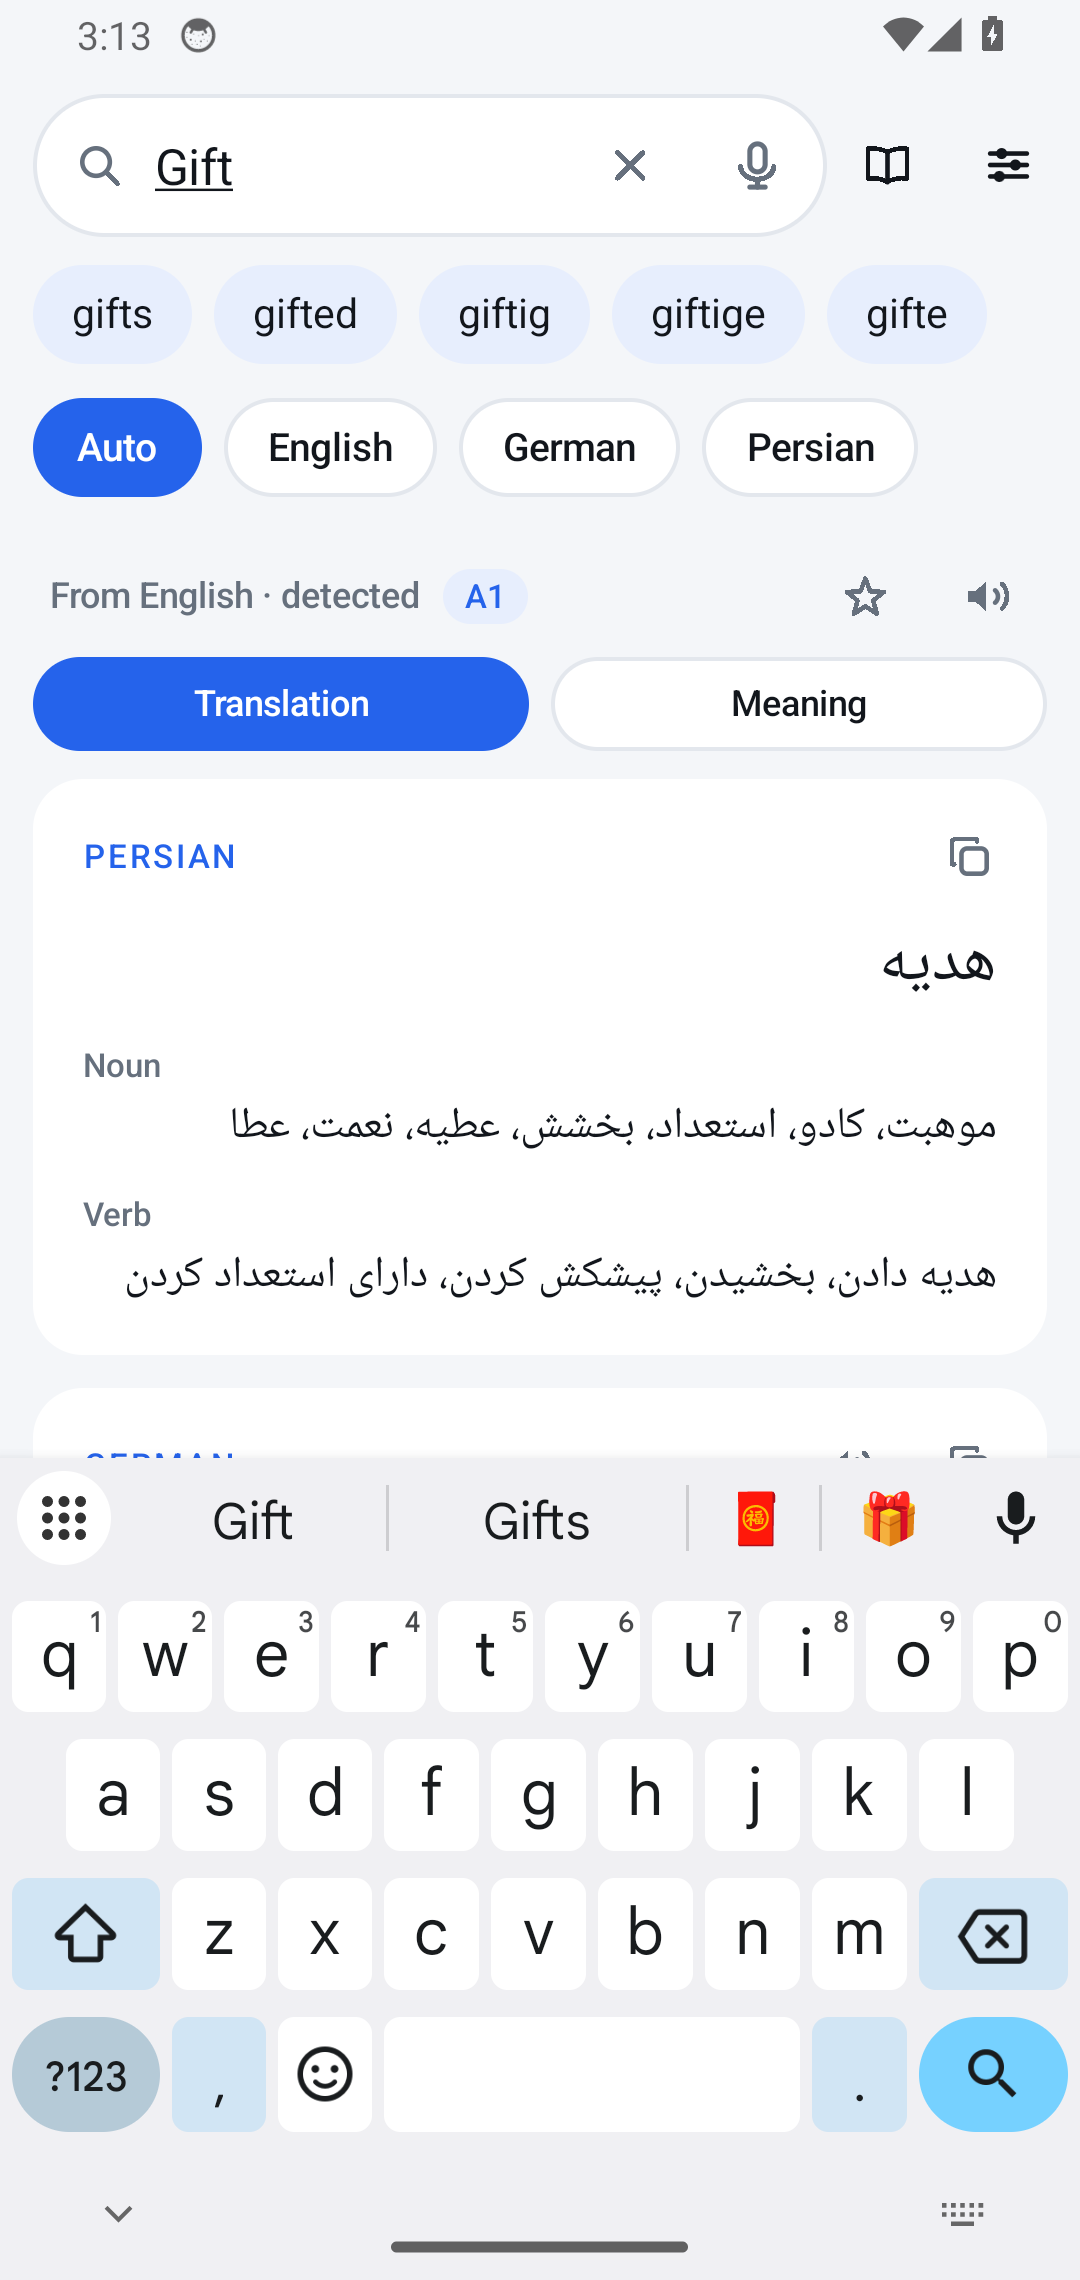 3:13
Gift
gifts gifted giftig giftige gifte
Auto English German Persian
From English · detected A1
Translation Meaning
PERSIAN
هدیه
Noun
موهبت، کادو، استعداد، بخشش، عطیه، نعمت، عطا
Verb
هدیه دادن، بخشیدن، پیشکش کردن، دارای استعداد کردن
GERMAN
Gift Gifts 福
q 1 w 2 e 3 r 4 t 5 y 6 u 7 i 8 o 9 p 0
a s d f g h j k l
z x c v b n m
?123 , .